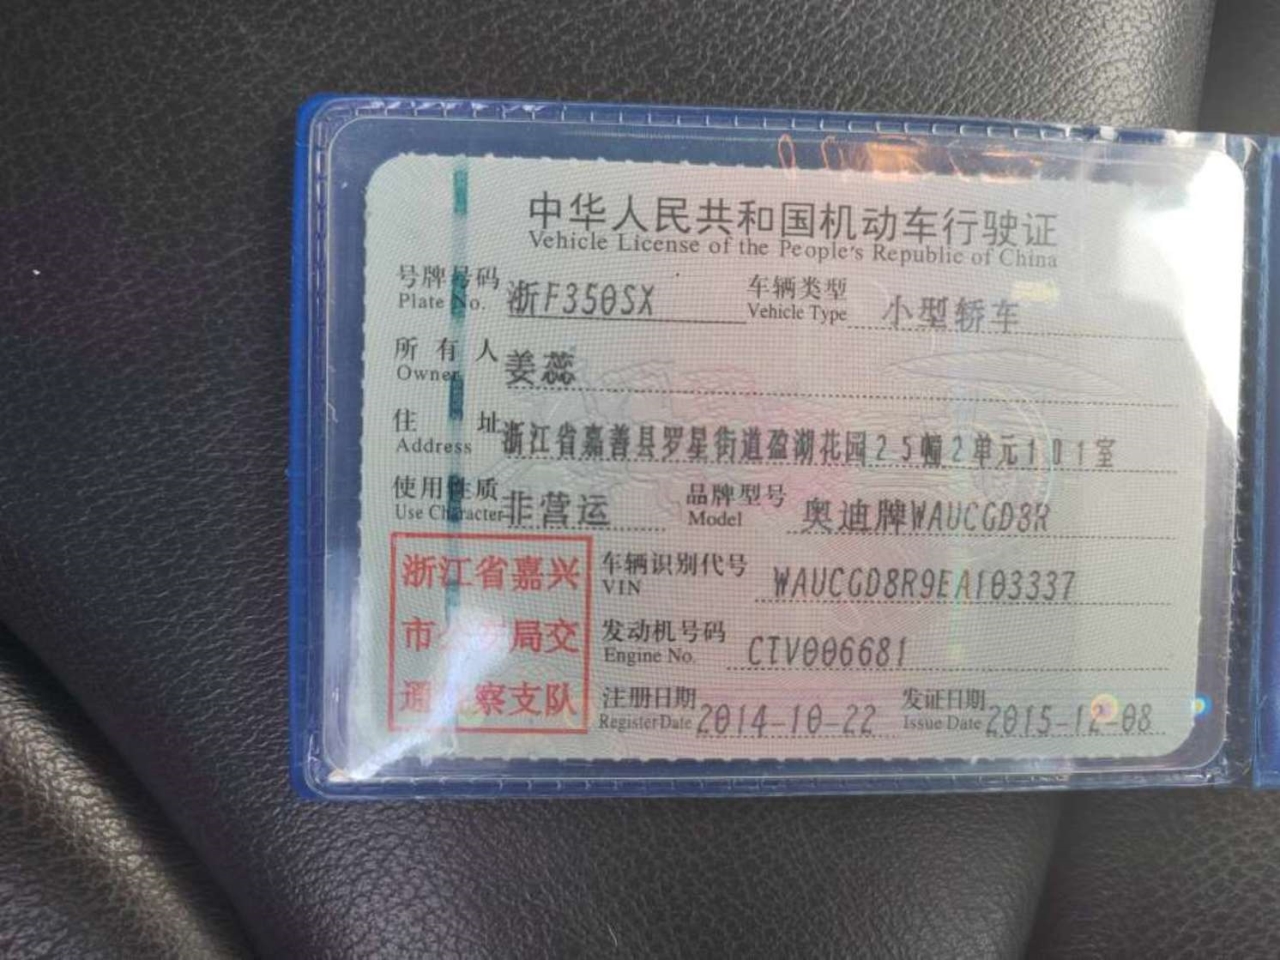 中华人民共和国机动车行驶证
Vehicle License of the People's Republic of China
号牌号码 浙F350SX 车辆类型 小型轿车
Plate No. Vehicle Type
所有人 姜蕊
Owner
住址 浙江省嘉善县罗星街道盈湖花园25幢2单元101室
Address
使用性质 非营运 品牌型号 奥迪牌WAUCGD8R
Use Character Model
浙江省嘉兴
市公安局交
通警察支队
车辆识别代号 WAUCGD8R9EA103337
VIN
发动机号码 CTV006681
Engine No.
注册日期 2014-10-22 发证日期 2015-12-08
Register Date Issue Date